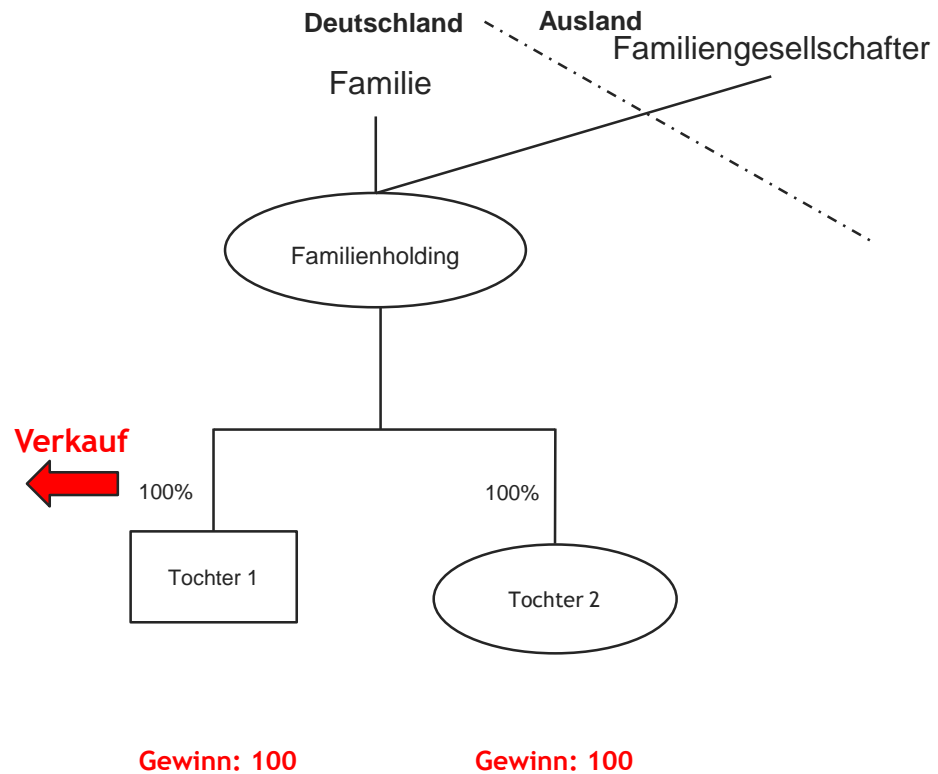 Deutschland
Ausland
Familiengesellschafter
Familie
Familienholding
Verkauf
100%
100%
Tochter 1
Tochter 2
Gewinn: 100
Gewinn: 100